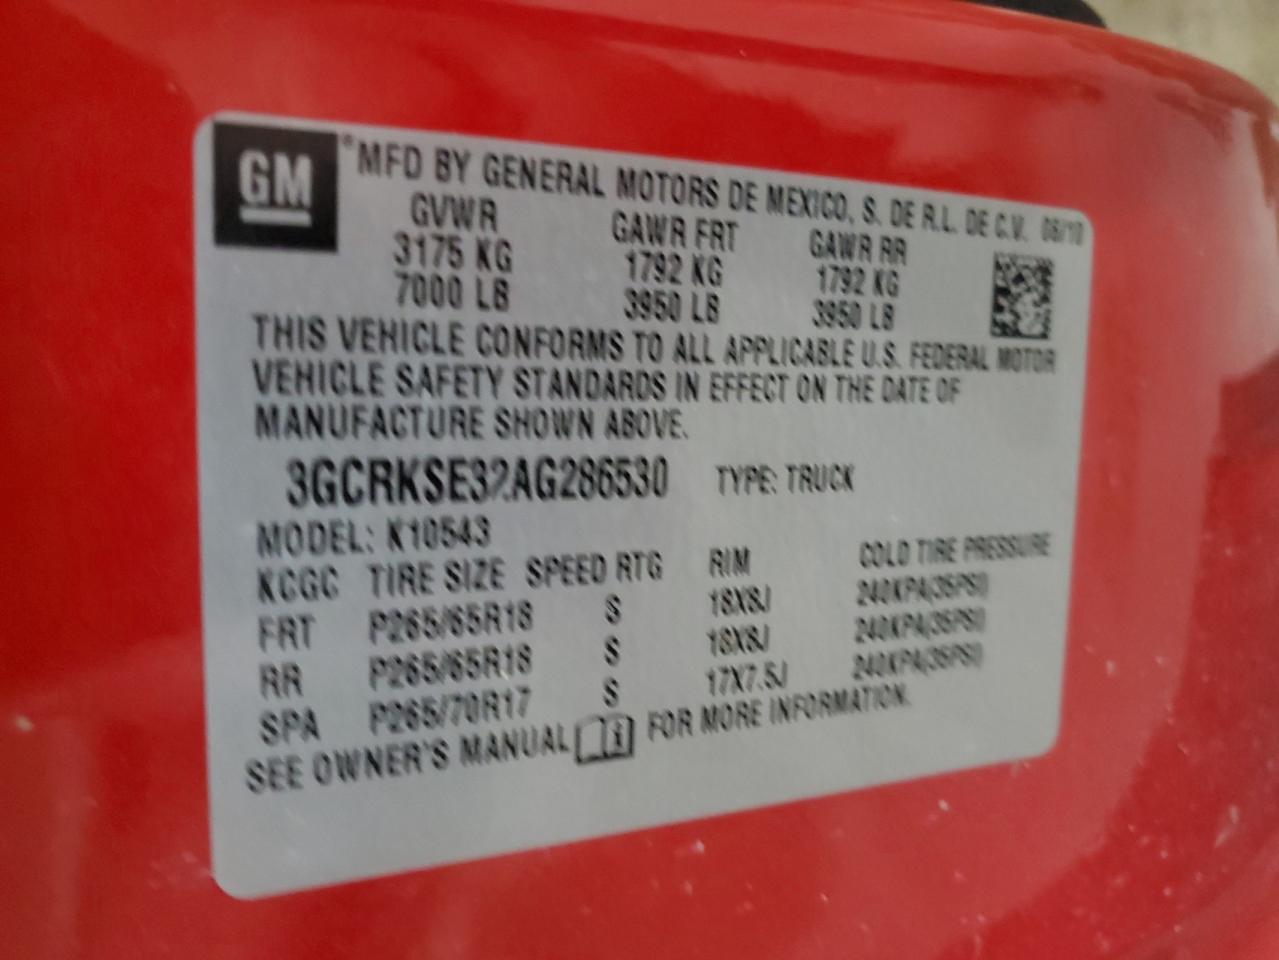 GM
®MFD BY GENERAL MOTORS DE MEXICO, S. DE R.L. DE C.V. 06/10
GVWR GAWR FRT GAWR RR
3175 KG 1792 KG 1792 KG
7000 LB 3950 LB 3950 LB
THIS VEHICLE CONFORMS TO ALL APPLICABLE U.S. FEDERAL MOTOR
VEHICLE SAFETY STANDARDS IN EFFECT ON THE DATE OF
MANUFACTURE SHOWN ABOVE.
3GCRKSE32AG286530 TYPE: TRUCK
MODEL: K10543
KCGC TIRE SIZE SPEED RTG RIM COLD TIRE PRESSURE
FRT P265/65R18 S 18X8J 240KPA(35PSI)
RR P265/65R18 S 18X8J 240KPA(35PSI)
SPA P265/70R17 S 17X7.5J 240KPA(35PSI)
SEE OWNER'S MANUAL i FOR MORE INFORMATION.